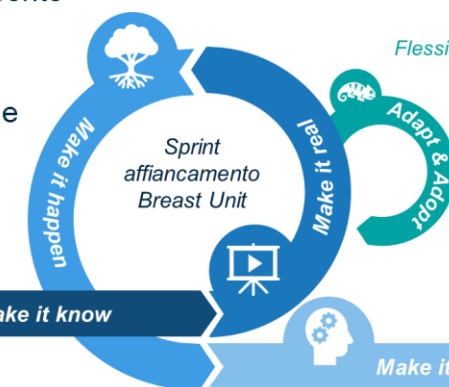 Flessi
e
Make it happen
Sprint
affiancamento
Breast Unit
Make it real
Adapt & Adopt
ake it know
Make it